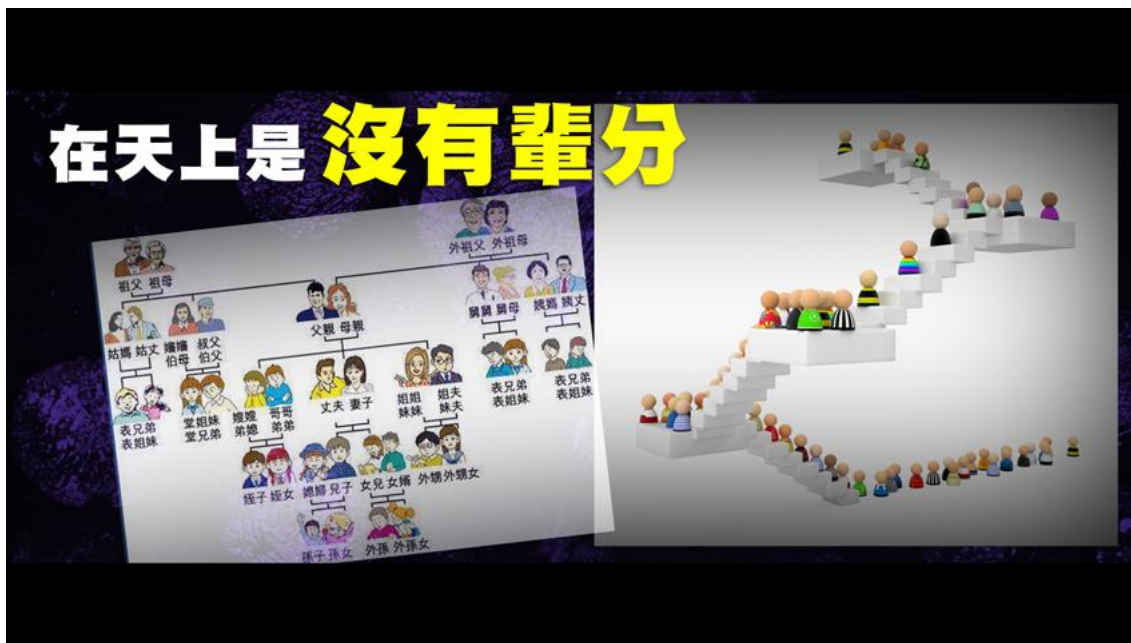 在天上是 沒有輩分
外祖父 外祖母
祖父 祖母
父親 母親
舅舅 舅母
姨媽 姨丈
姑媽 姑丈
嬸嬸 叔父
伯母 伯父
表兄弟
表姐妹
堂姐妹
堂兄弟
嫂嫂 哥哥
弟媳 弟弟
丈夫 妻子
姐姐 姐夫
妹妹 妹夫
表兄弟
表姐妹
表兄弟
表姐妹
姪子 姪女
媳婦 兒子
女兒 女婿
外甥 外甥女
孫子 孫女
外孫 外孫女